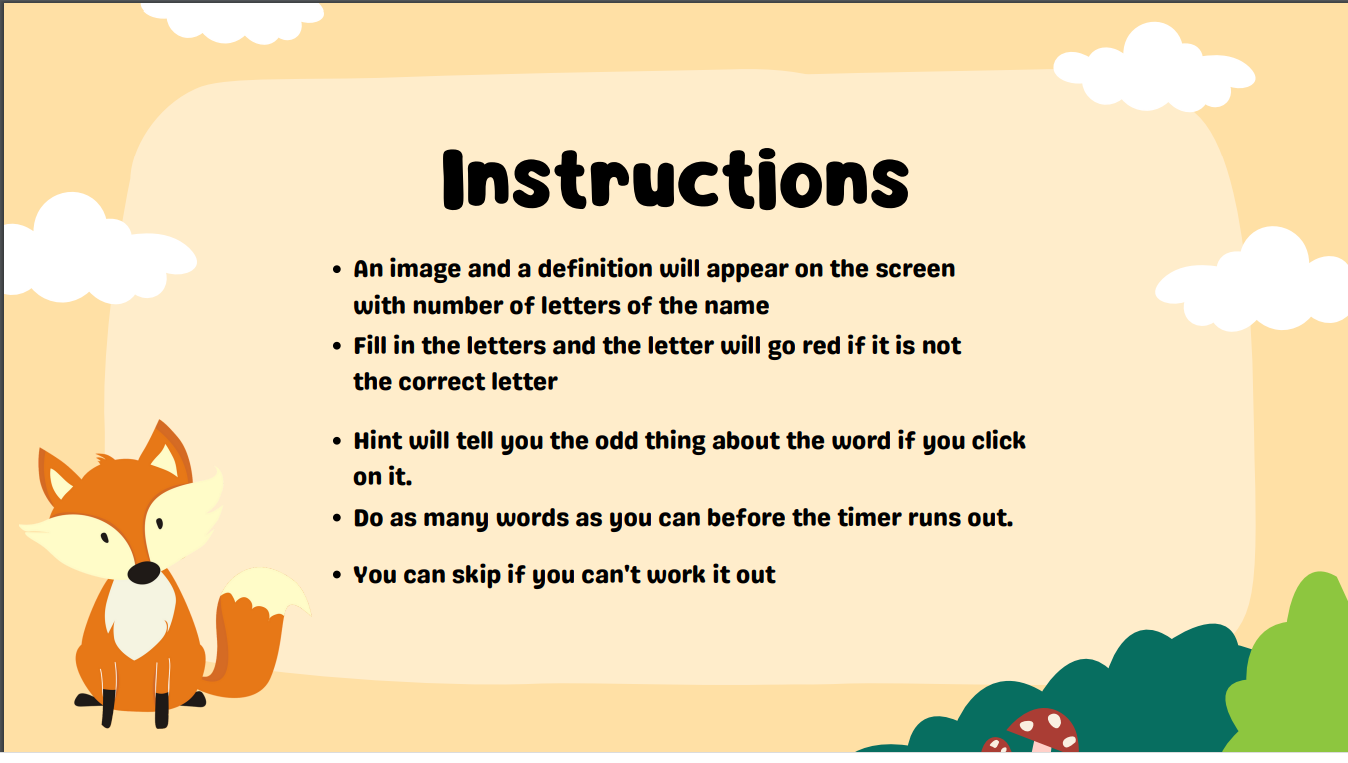 Instructions
• An image and a definition will appear on the screen
with number of letters of the name
• Fill in the letters and the letter will go red if it is not
the correct letter
• Hint will tell you the odd thing about the word if you click
on it.
• Do as many words as you can before the timer runs out.
• You can skip if you can't work it out